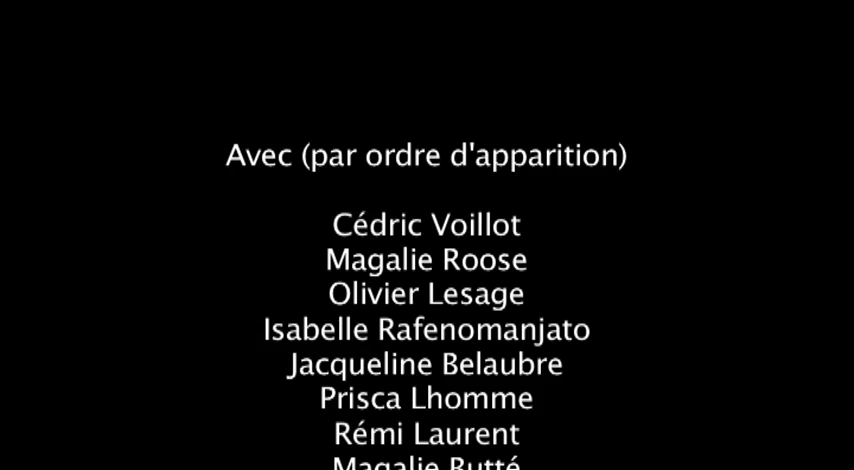 Avec (par ordre d'apparition)
Cédric Voillot
Magalie Roose
Olivier Lesage
Isabelle Rafenomanjato
Jacqueline Belaubre
Prisca Lhomme
Rémi Laurent
Magalie Butté